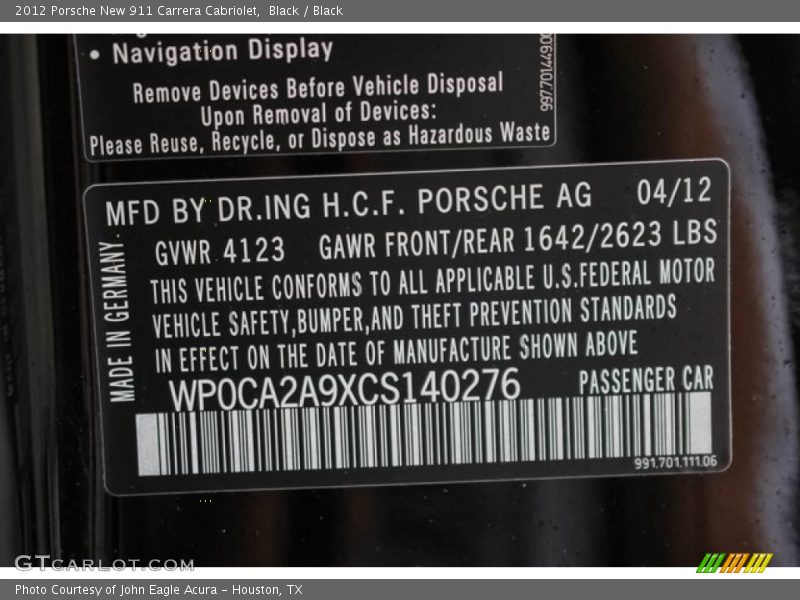 2012 Porsche New 911 Carrera Cabriolet,  Black / Black
• Navigation Display
Remove Devices Before Vehicle Disposal
Upon Removal of Devices:
Please Reuse, Recycle, or Dispose as Hazardous Waste
MFD BY DR.ING H.C.F. PORSCHE AG 04/12
GVWR 4123 GAWR FRONT/REAR 1642/2623 LBS
THIS VEHICLE CONFORMS TO ALL APPLICABLE U.S.FEDERAL MOTOR
VEHICLE SAFETY,BUMPER,AND THEFT PREVENTION STANDARDS
IN EFFECT ON THE DATE OF MANUFACTURE SHOWN ABOVE
WP0CA2A9XCS140276 PASSENGER CAR
MADE IN GERMANY.
991.701.111.06
GTCARLOT.COM
Photo Courtesy of John Eagle Acura - Houston, TX